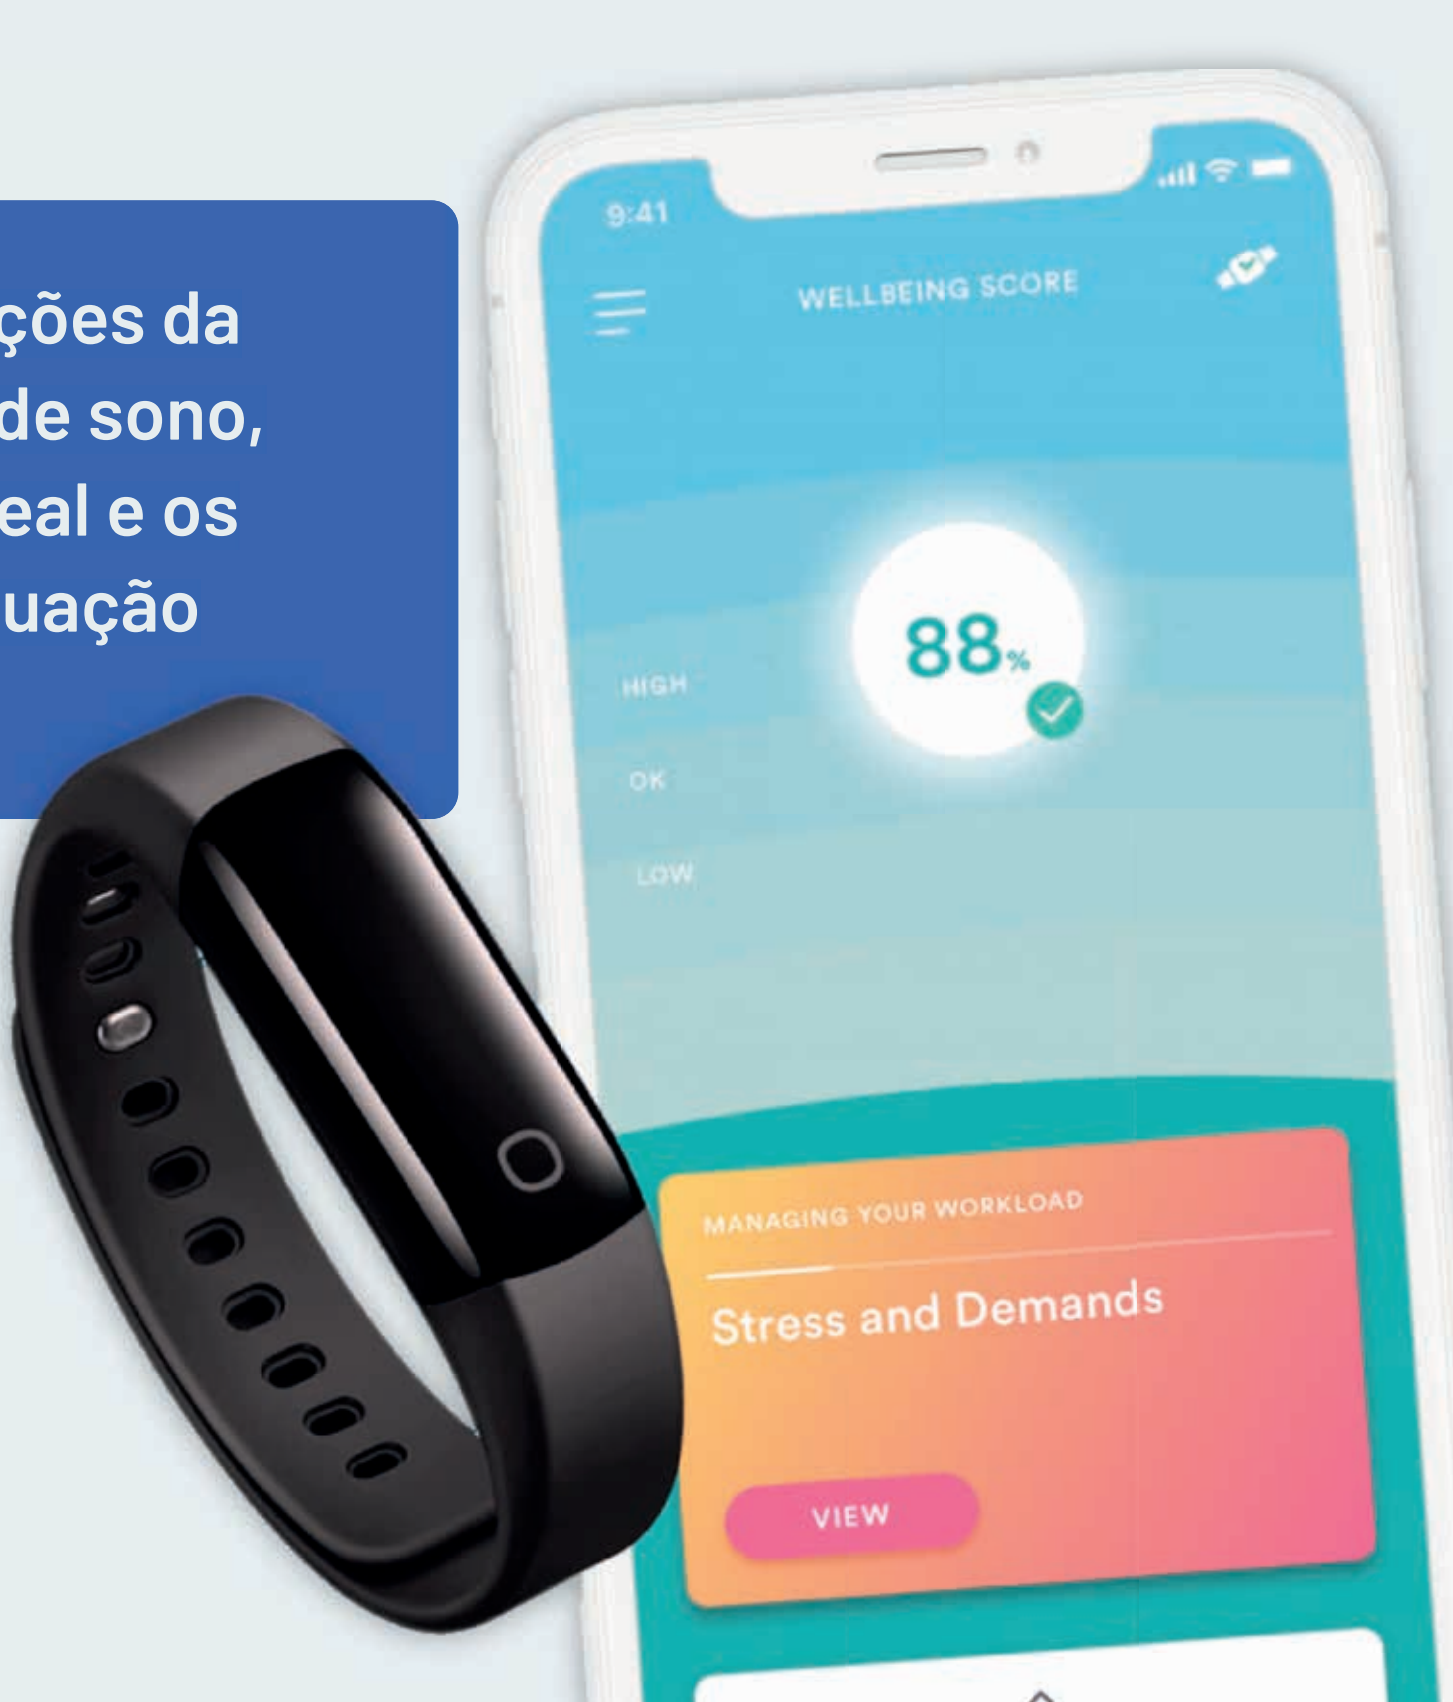 ções da
de sono,
eal e os
uação
9:41
WELLBEING SCORE
88%
HIGH
OK
LOW
MANAGING YOUR WORKLOAD
Stress and Demands
VIEW